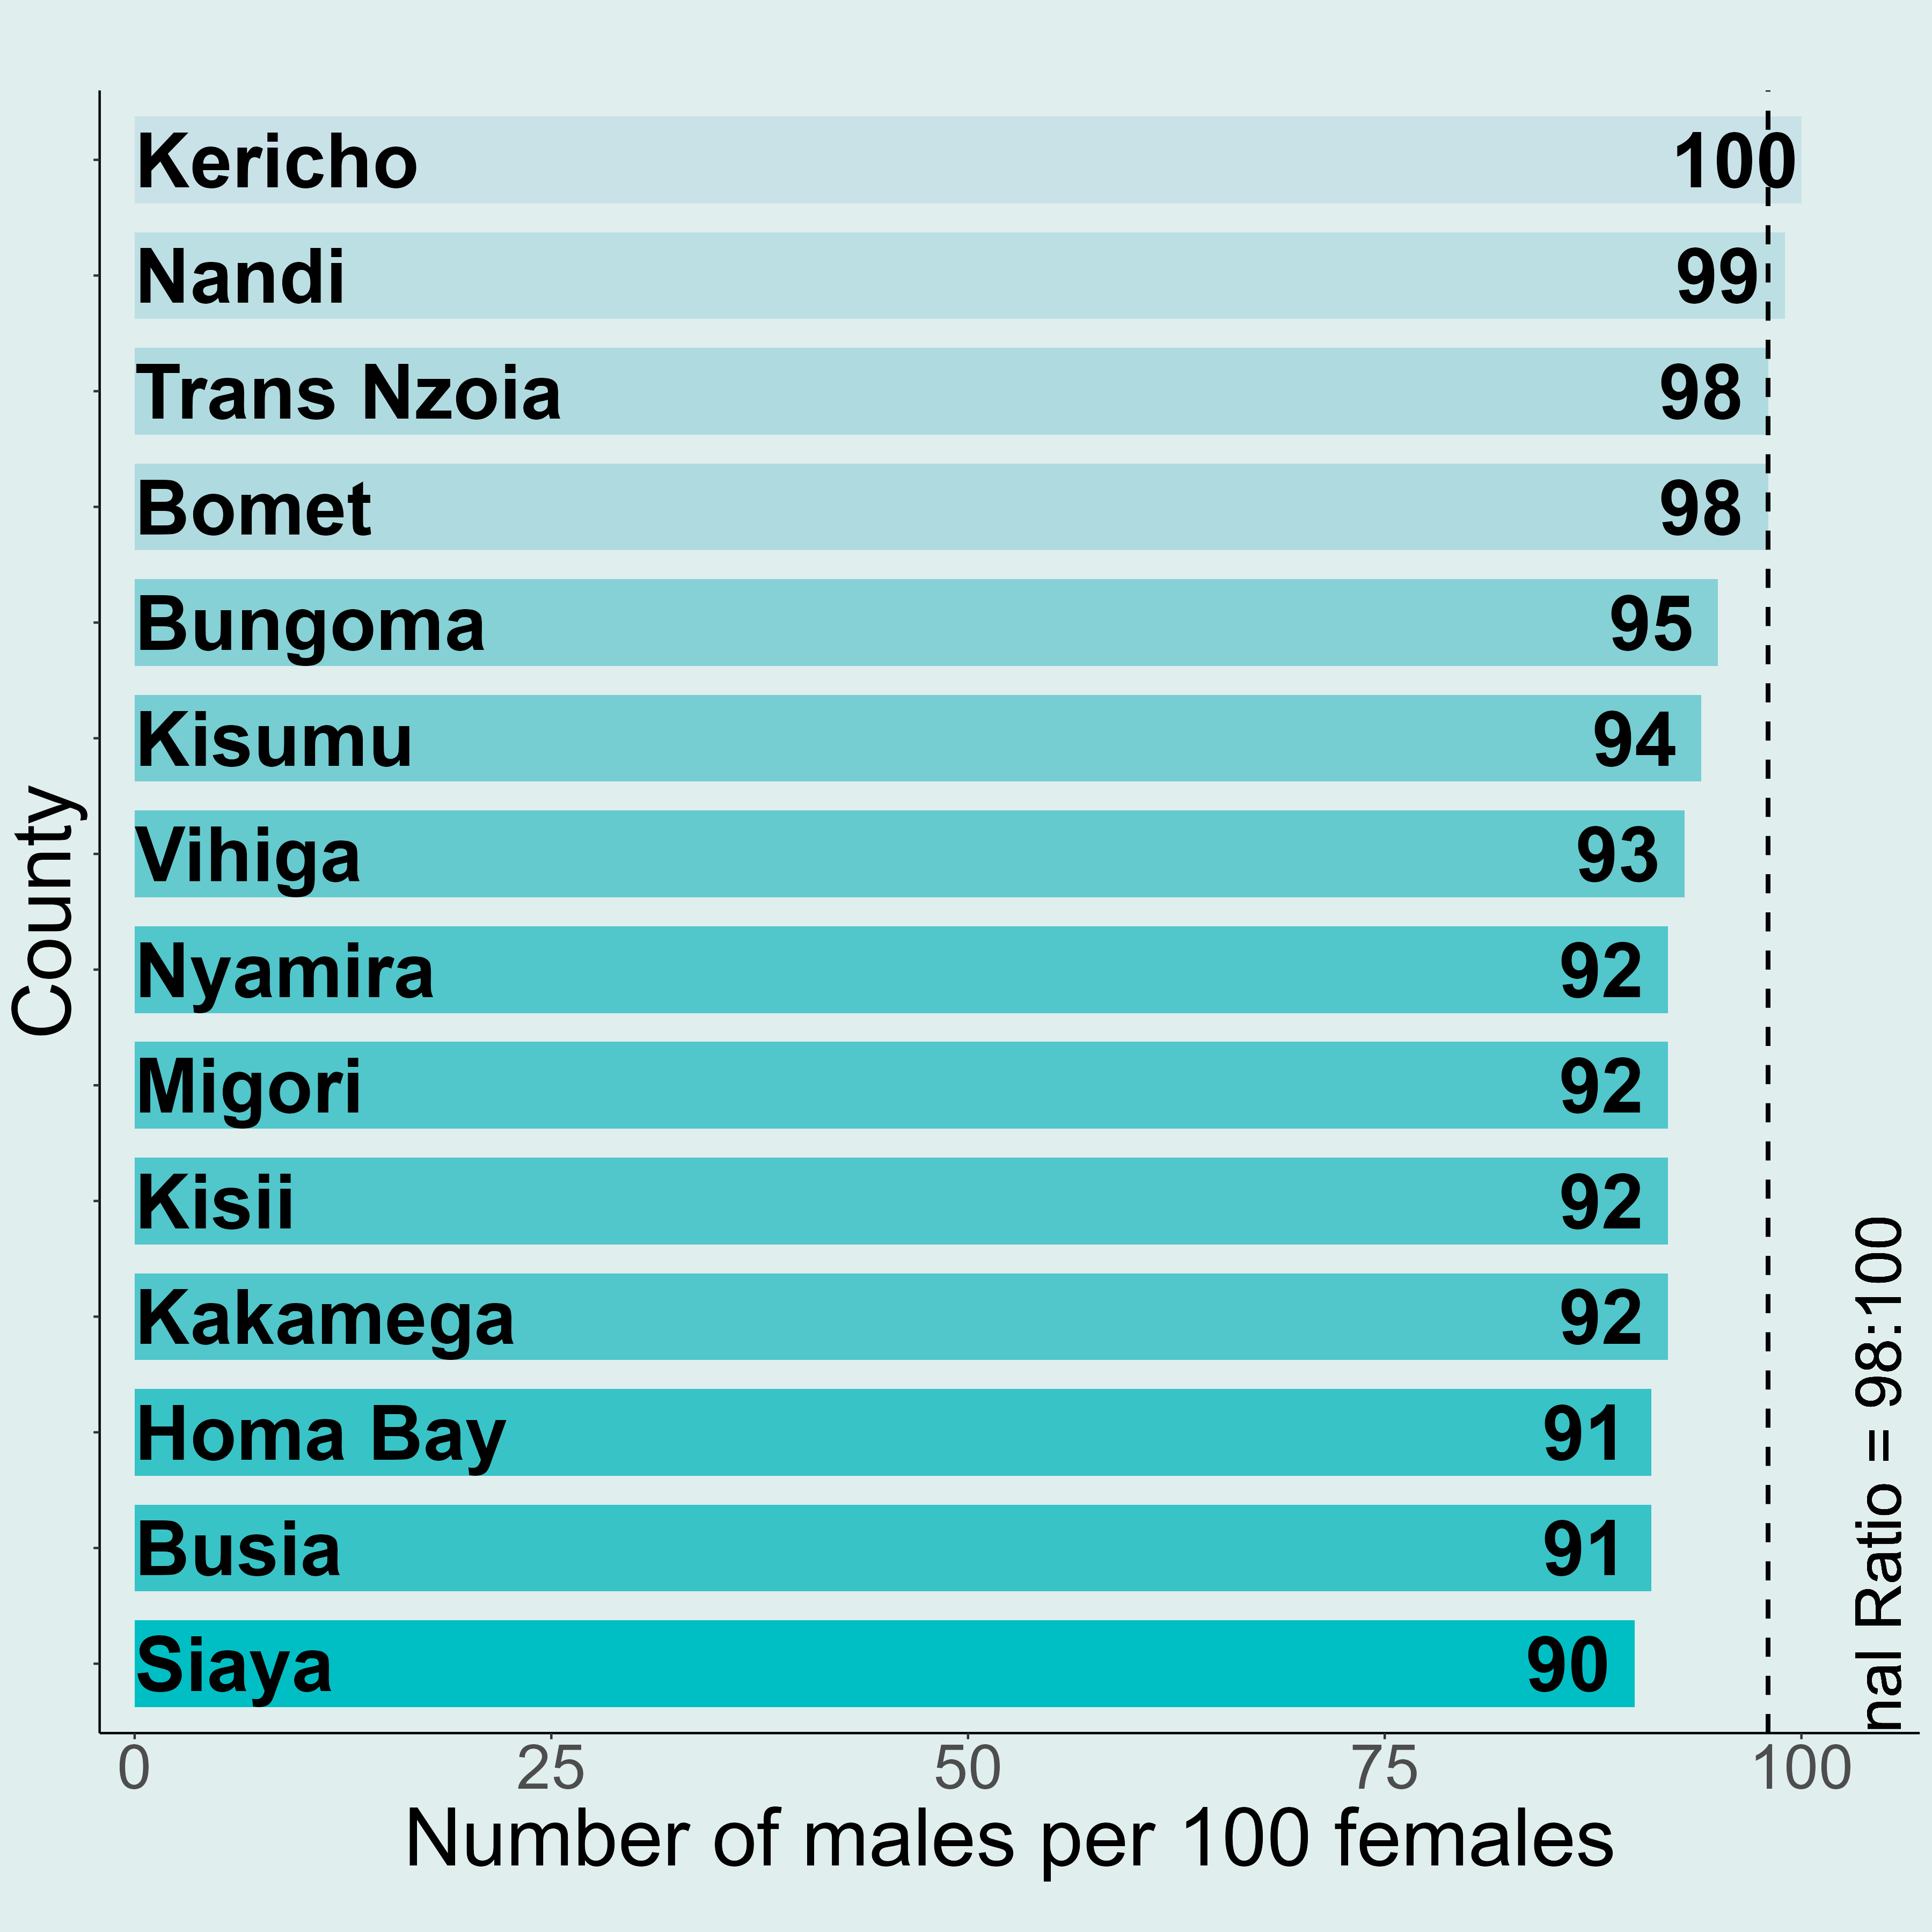 Kericho 100
Nandi 99
Trans Nzoia 98
Bomet 98
Bungoma 95
Kisumu 94
Vihiga 93
Nyamira 92
Migori 92
Kisii 92
Kakamega 92
Homa Bay 91
Busia 91
Siaya 90
County
nal Ratio = 98:100
0 25 50 75 100
Number of males per 100 females